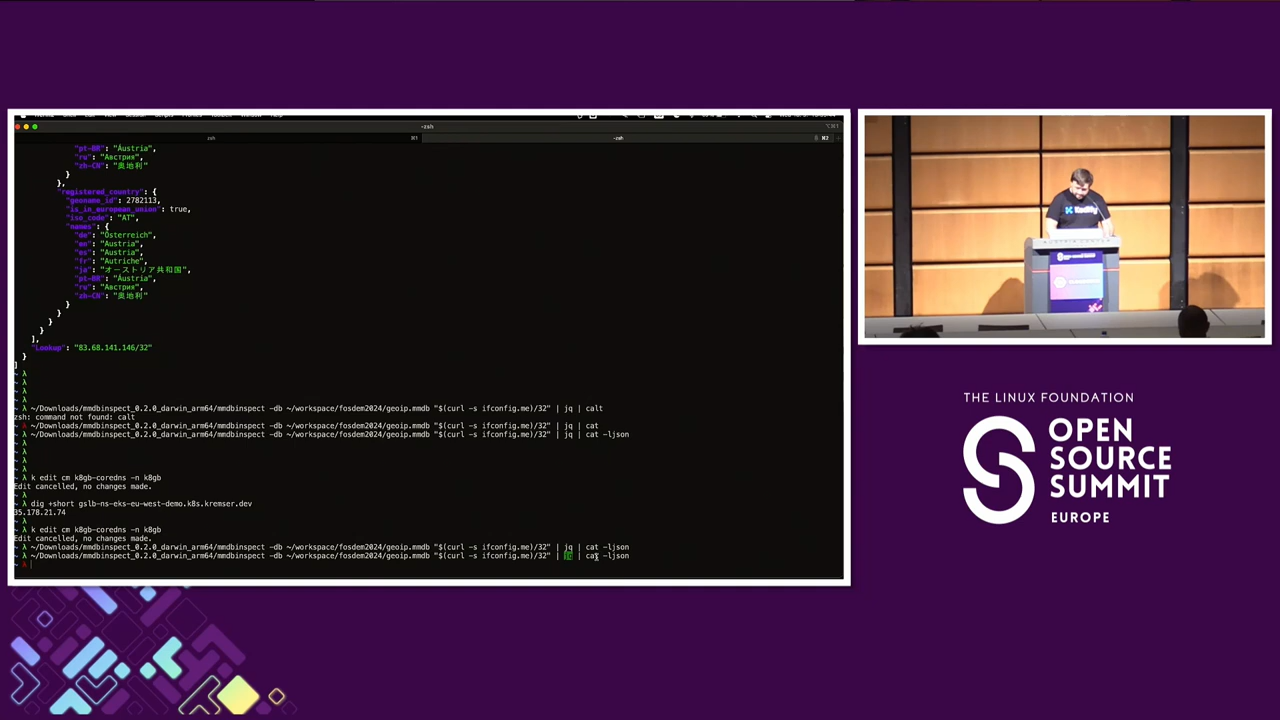 -zsh
zsh
⌘1
-zsh
⌘2
"pt-BR": "Áustria",
"ru": "Австрия",
"zh-CN": "奥地利"
}
},
"registered_country": {
"geoname_id": 2782113,
"is_in_european_union": true,
"iso_code": "AT",
"names": {
"de": "Österreich",
"en": "Austria",
"es": "Austria",
"fr": "Autriche",
"ja": "オーストリア共和国",
"pt-BR": "Áustria",
"ru": "Австрия",
"zh-CN": "奥地利"
}
}
}
}
],
"Lookup": "83.68.141.146/32"
}
]
~ λ
~ λ
~ λ
~ λ
~ λ ~/Downloads/mmdbinspect_0.2.0_darwin_arm64/mmdbinspect -db ~/workspace/fosdem2024/geoip.mmdb "$(curl -s ifconfig.me)/32" | jq | calt
zsh: command not found: calt
~ λ ~/Downloads/mmdbinspect_0.2.0_darwin_arm64/mmdbinspect -db ~/workspace/fosdem2024/geoip.mmdb "$(curl -s ifconfig.me)/32" | jq | cat
~ λ ~/Downloads/mmdbinspect_0.2.0_darwin_arm64/mmdbinspect -db ~/workspace/fosdem2024/geoip.mmdb "$(curl -s ifconfig.me)/32" | jq | cat -ljson
~ λ
~ λ
~ λ
~ λ
~ λ k edit cm k8gb-coredns -n k8gb
Edit cancelled, no changes made.
~ λ
~ λ dig +short gslb-ns-eks-eu-west-demo.k8s.kremser.dev
35.178.21.74
~ λ
~ λ k edit cm k8gb-coredns -n k8gb
Edit cancelled, no changes made.
~ λ ~/Downloads/mmdbinspect_0.2.0_darwin_arm64/mmdbinspect -db ~/workspace/fosdem2024/geoip.mmdb "$(curl -s ifconfig.me)/32" | jq | cat -ljson
~ λ ~/Downloads/mmdbinspect_0.2.0_darwin_arm64/mmdbinspect -db ~/workspace/fosdem2024/geoip.mmdb "$(curl -s ifconfig.me)/32" | jq | cat -ljson
~ λ
THE LINUX FOUNDATION
OPEN
SOURCE
SUMMIT
EUROPE